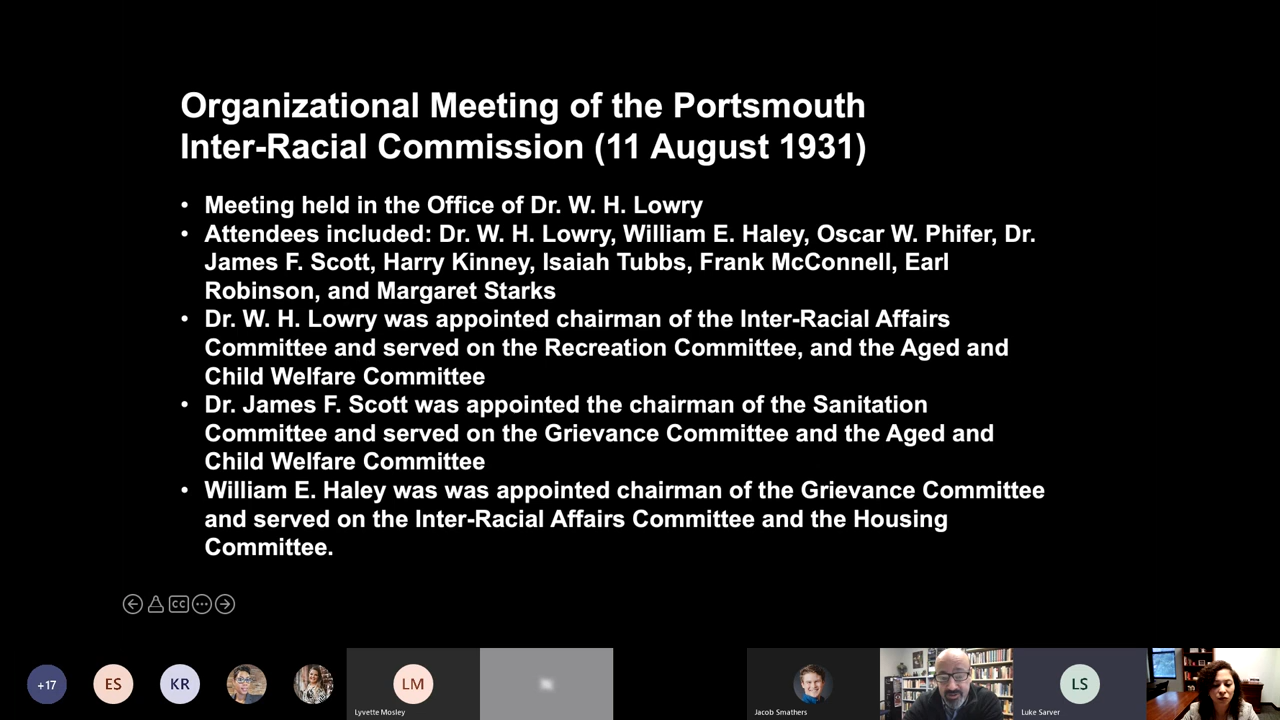 Organizational Meeting of the Portsmouth
Inter-Racial Commission (11 August 1931)
• Meeting held in the Office of Dr. W. H. Lowry
• Attendees included: Dr. W. H. Lowry, William E. Haley, Oscar W. Phifer, Dr.
James F. Scott, Harry Kinney, Isaiah Tubbs, Frank McConnell, Earl
Robinson, and Margaret Starks
• Dr. W. H. Lowry was appointed chairman of the Inter-Racial Affairs
Committee and served on the Recreation Committee, and the Aged and
Child Welfare Committee
• Dr. James F. Scott was appointed the chairman of the Sanitation
Committee and served on the Grievance Committee and the Aged and
Child Welfare Committee
• William E. Haley was was appointed chairman of the Grievance Committee
and served on the Inter-Racial Affairs Committee and the Housing
Committee.
CC
+17
ES
KR
LM
Lyvette Mosley
Jacob Smathers
LS
Luke Sarver